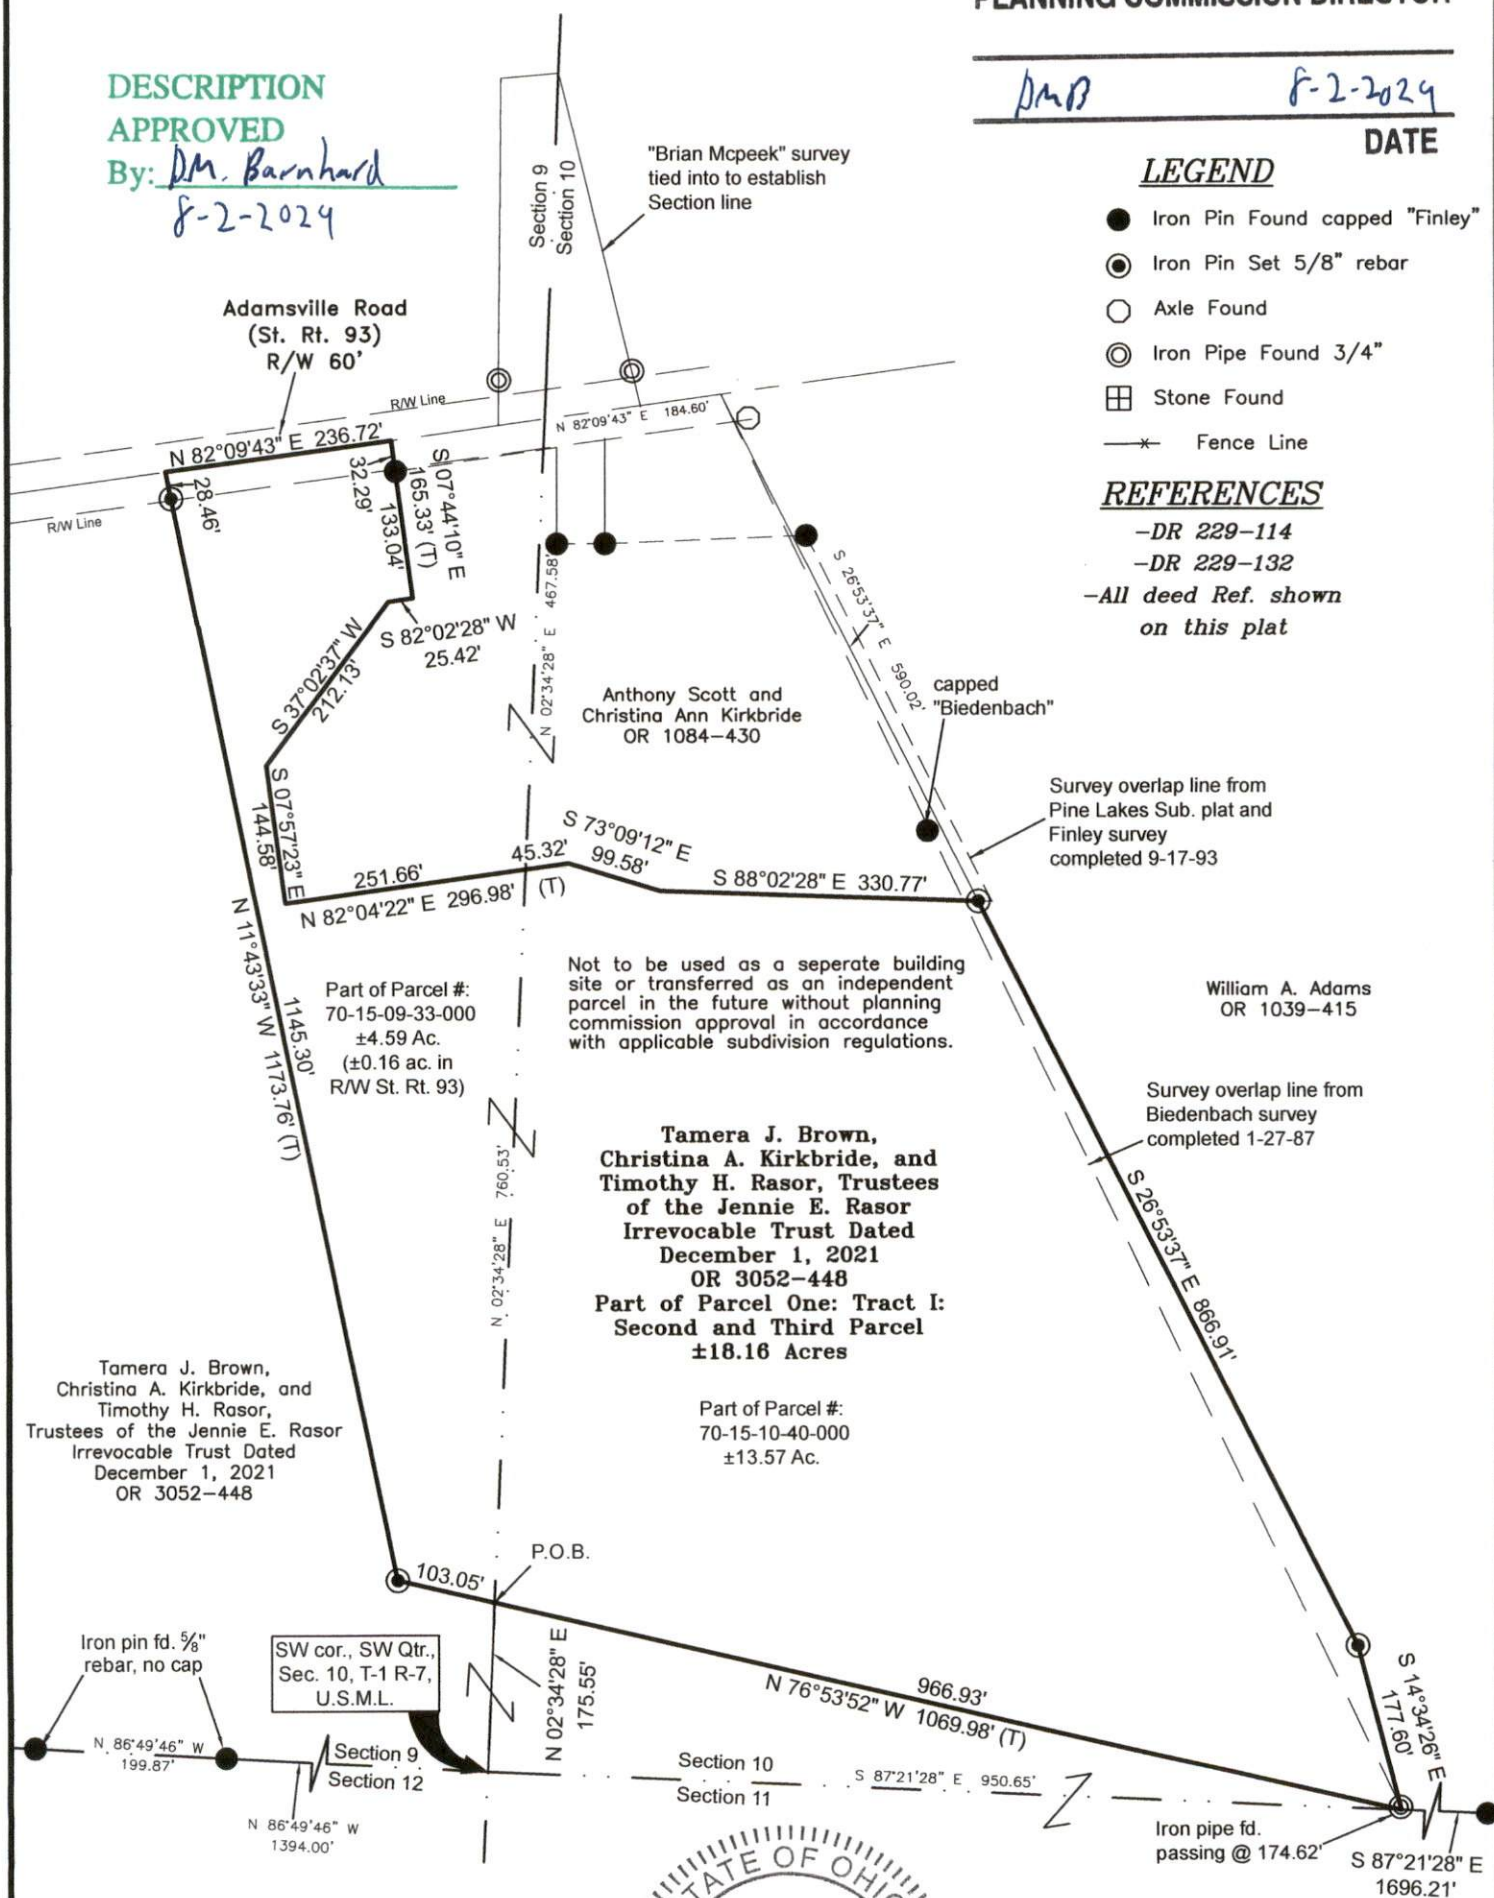 PLANNING COMMISSION DIRECTOR
DMB 8-2-2024
DATE
DESCRIPTION
APPROVED
By: D.M. Barnhard
8-2-2024
LEGEND
Iron Pin Found capped "Finley"
Iron Pin Set 5/8" rebar
Axle Found
Iron Pipe Found 3/4"
Stone Found
Fence Line
REFERENCES
-DR 229-114
-DR 229-132
-All deed Ref. shown
on this plat
"Brian Mcpeek" survey
tied into to establish
Section line
Section 9
Section 10
Adamsville Road
(St. Rt. 93)
R/W 60'
R/W Line
N 82°09'43" E 184.60'
N 82°09'43" E 236.72'
28.46'
R/W Line
32.29'
133.04'
165.33' (T)
S 07°44'10" E
S 82°02'28" W
25.42'
S 37°02'37" W
212.13'
N 02°34'28" E 467.58'
S 26°53'37" E 590.02'
Anthony Scott and
Christina Ann Kirkbride
OR 1084-430
capped
"Biedenbach"
Survey overlap line from
Pine Lakes Sub. plat and
Finley survey
completed 9-17-93
S 07°57'23" E
144.58'
251.66'
45.32'
N 82°04'22" E 296.98' (T)
S 73°09'12" E
99.58'
S 88°02'28" E 330.77'
N 11°43'33" W 1173.76' (T)
1145.30'
Part of Parcel #:
70-15-09-33-000
±4.59 Ac.
(±0.16 ac. in
R/W St. Rt. 93)
Not to be used as a seperate building
site or transferred as an independent
parcel in the future without planning
commission approval in accordance
with applicable subdivision regulations.
William A. Adams
OR 1039-415
Survey overlap line from
Biedenbach survey
completed 1-27-87
Tamera J. Brown,
Christina A. Kirkbride, and
Timothy H. Rasor, Trustees
of the Jennie E. Rasor
Irrevocable Trust Dated
December 1, 2021
OR 3052-448
Part of Parcel One: Tract I:
Second and Third Parcel
±18.16 Acres
N 02°34'28" E 760.53'
S 26°53'37" E 866.91'
Part of Parcel #:
70-15-10-40-000
±13.57 Ac.
Tamera J. Brown,
Christina A. Kirkbride, and
Timothy H. Rasor,
Trustees of the Jennie E. Rasor
Irrevocable Trust Dated
December 1, 2021
OR 3052-448
103.05'
P.O.B.
Iron pin fd. 5/8"
rebar, no cap
SW cor., SW Qtr.,
Sec. 10, T-1 R-7,
U.S.M.L.
N 02°34'28" E
175.55'
966.93'
N 76°53'52" W 1069.98' (T)
S 14°34'26" E
177.60'
N 86°49'46" W
199.87'
Section 9
Section 12
N 86°49'46" W
1394.00'
Section 10
Section 11
S 87°21'28" E 950.65'
Iron pipe fd.
passing @ 174.62'
S 87°21'28" E
1696.21'
STATE OF OHIO